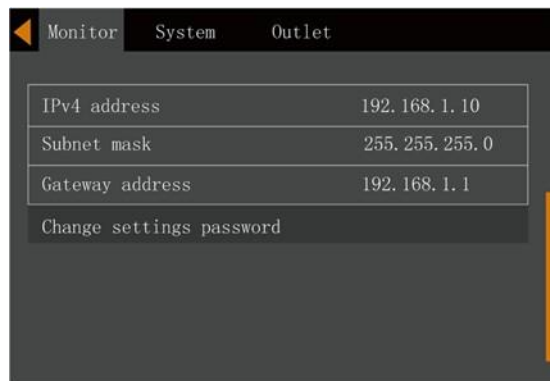 Monitor System Outlet
IPv4 address 192.168.1.10
Subnet mask 255.255.255.0
Gateway address 192.168.1.1
Change settings password